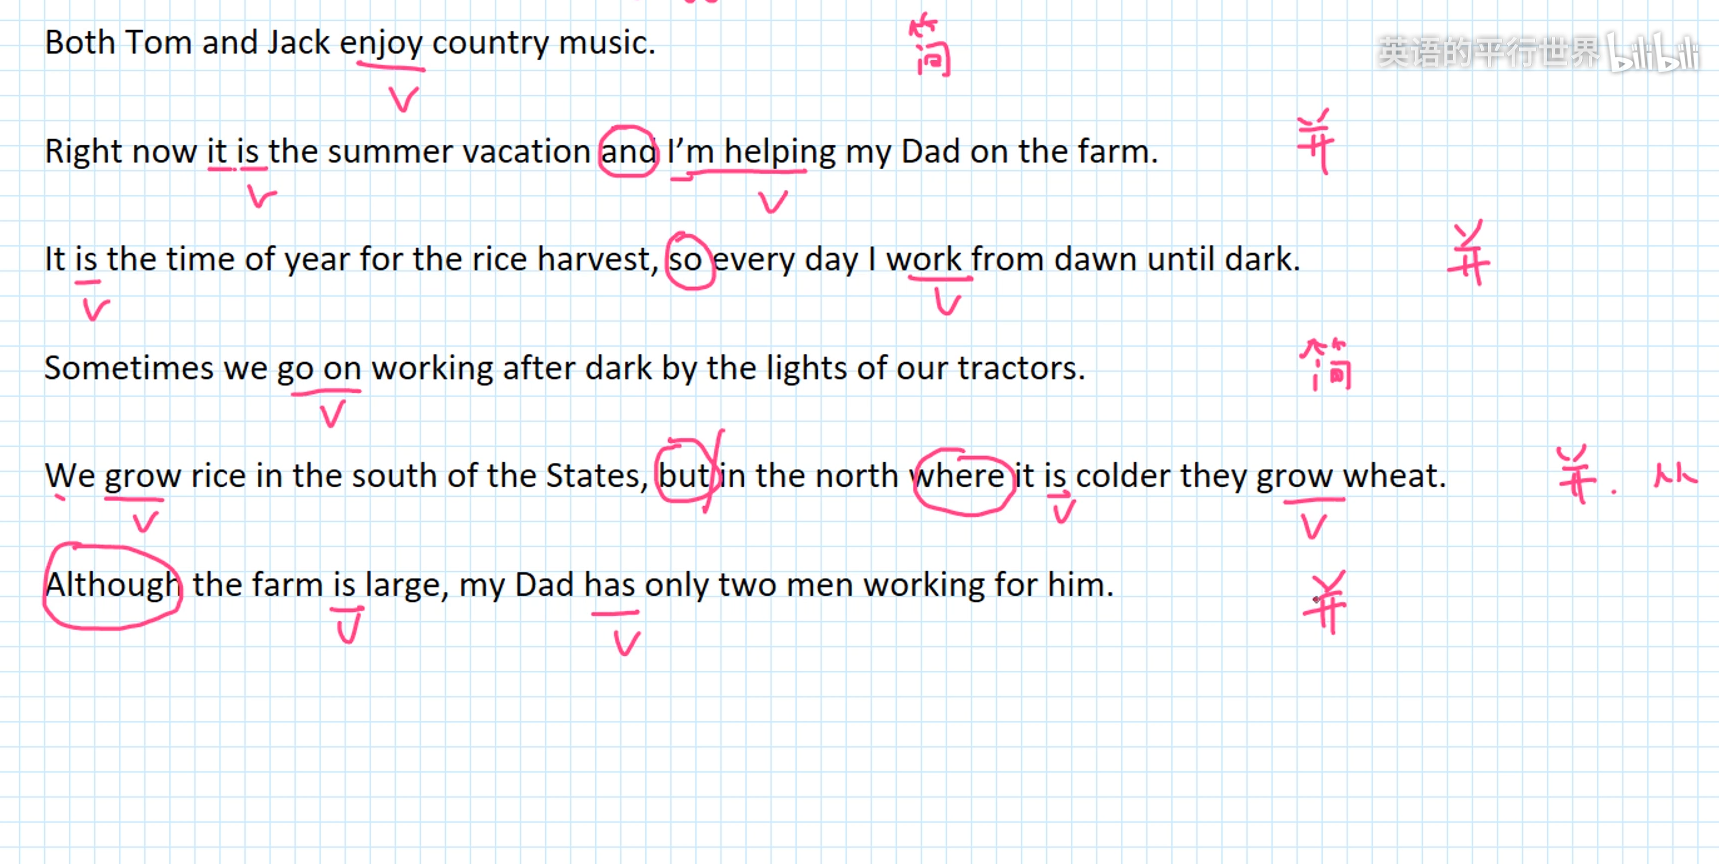 英语的平行世界 bilibili
Both Tom and Jack enjoy country music. 简
V
Right now it is the summer vacation and I'm helping my Dad on the farm. 并
V V
It is the time of year for the rice harvest, so every day I work from dawn until dark. 并
V V
Sometimes we go on working after dark by the lights of our tractors. 简
V
We grow rice in the south of the States, but in the north where it is colder they grow wheat. 并. 从
V V V
Although the farm is large, my Dad has only two men working for him. 并
V V